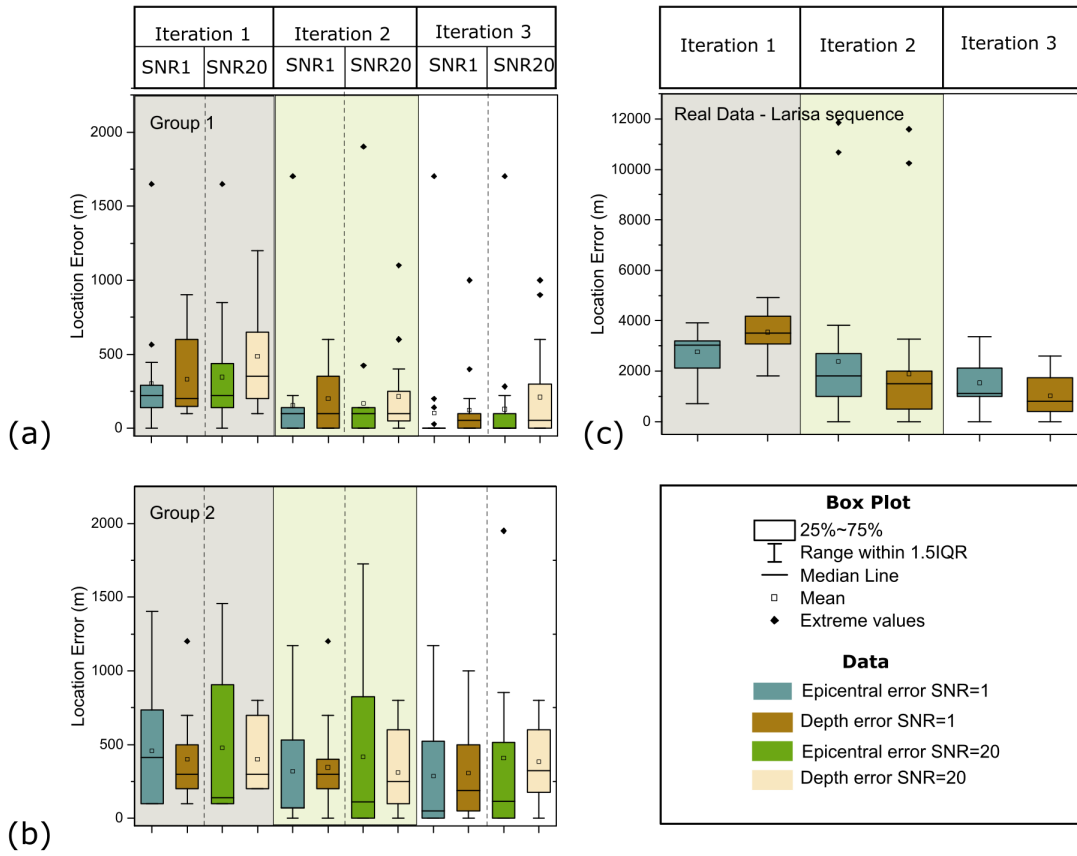 Iteration 1 Iteration 2 Iteration 3
SNR1 SNR20 SNR1 SNR20 SNR1 SNR20
Group 1
2000
1500
1000
500
0
Location Eroor (m)
(a)
Iteration 1 Iteration 2 Iteration 3
Real Data - Larisa sequence
12000
10000
8000
6000
4000
2000
0
Location Error (m)
(c)
Group 2
2000
1500
1000
500
0
Location Error (m)
(b)
Box Plot
25%~75%
Range within 1.5IQR
Median Line
Mean
Extreme values
Data
Epicentral error SNR=1
Depth error SNR=1
Epicentral error SNR=20
Depth error SNR=20